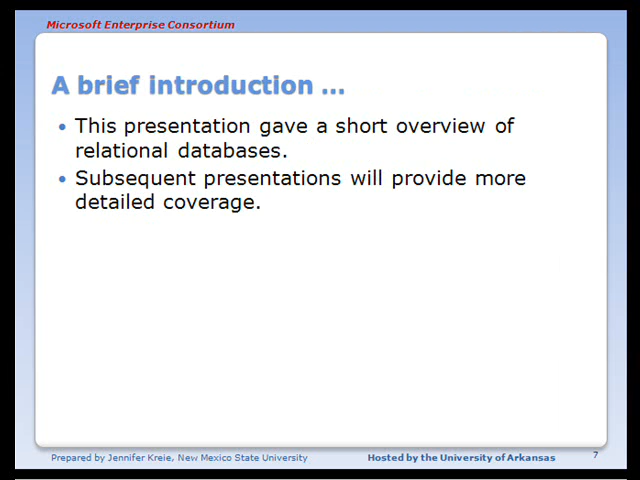 Microsoft Enterprise Consortium
A brief introduction ...
• This presentation gave a short overview of
relational databases.
• Subsequent presentations will provide more
detailed coverage.
Prepared by Jennifer Kreie, New Mexico State University
Hosted by the University of Arkansas
7